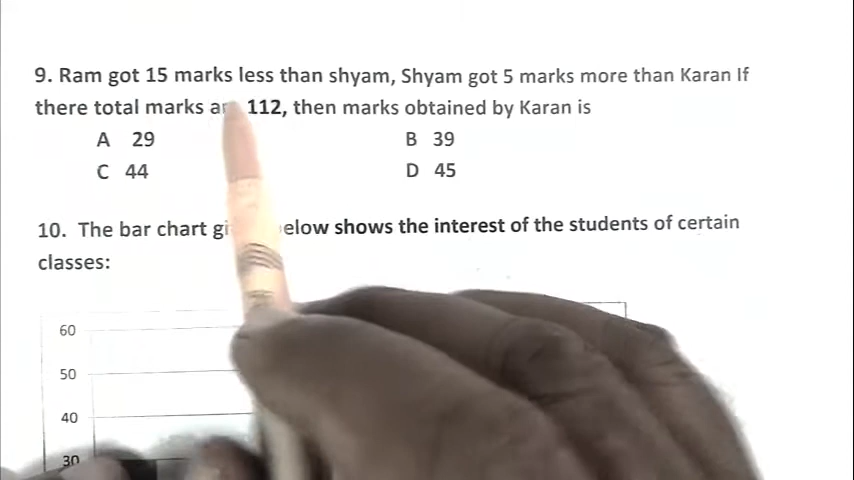 9. Ram got 15 marks less than shyam, Shyam got 5 marks more than Karan If
there total marks 112, then marks obtained by Karan is
A 29 B 39
C 44 D 45
10. The bar chart below shows the interest of the students of certain
classes:
60
50
40
30